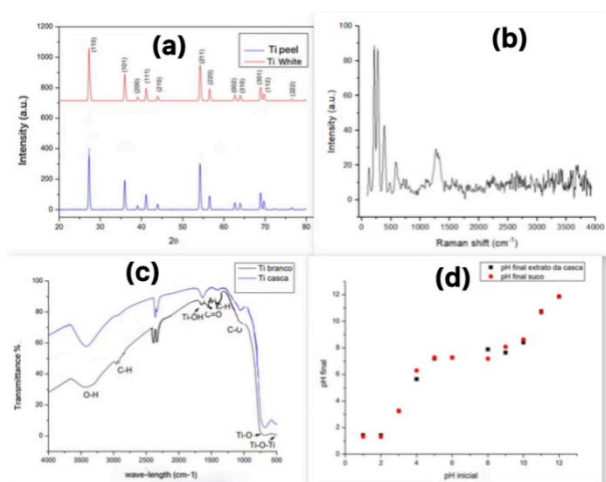 (a)
Ti peel
Ti White
Intensity (a.u.)
1200
1000
800
600
400
200
0
(110)
(101)
(200)
(111)
(210)
(211)
(220)
(002)
(310)
(301)
(112)
(222)
20 30 40 50 60 70 80
2θ
(b)
Intensity (a.u.)
100
80
60
40
20
0
0 500 1000 1500 2000 2500 3000 3500 4000
Raman shift (cm⁻¹)
(c)
Ti branco
Ti casca
Transmittance %
100
80
60
40
20
0
O-H
C-H
Ti-OH
C=O
C-H
Ti-O
Ti-O-Ti
4000 3500 3000 2500 2000 1500 1000 500
wave-length (cm−1)
(d)
pH final extrato da casca
pH final suco
pH final
12
10
8
6
4
2
0
0 2 4 6 8 10 12
pH inicial